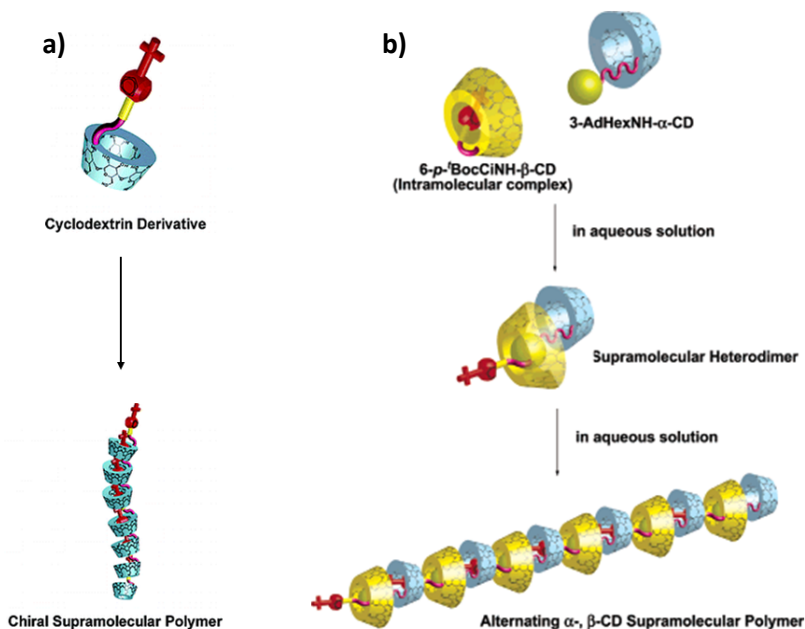 a)
Cyclodextrin Derivative
Chiral Supramolecular Polymer
b)
3-AdHexNH-α-CD
6-p-ᵗBocCiNH-β-CD
(Intramolecular complex)
in aqueous solution
Supramolecular Heterodimer
in aqueous solution
Alternating α-, β-CD Supramolecular Polymer